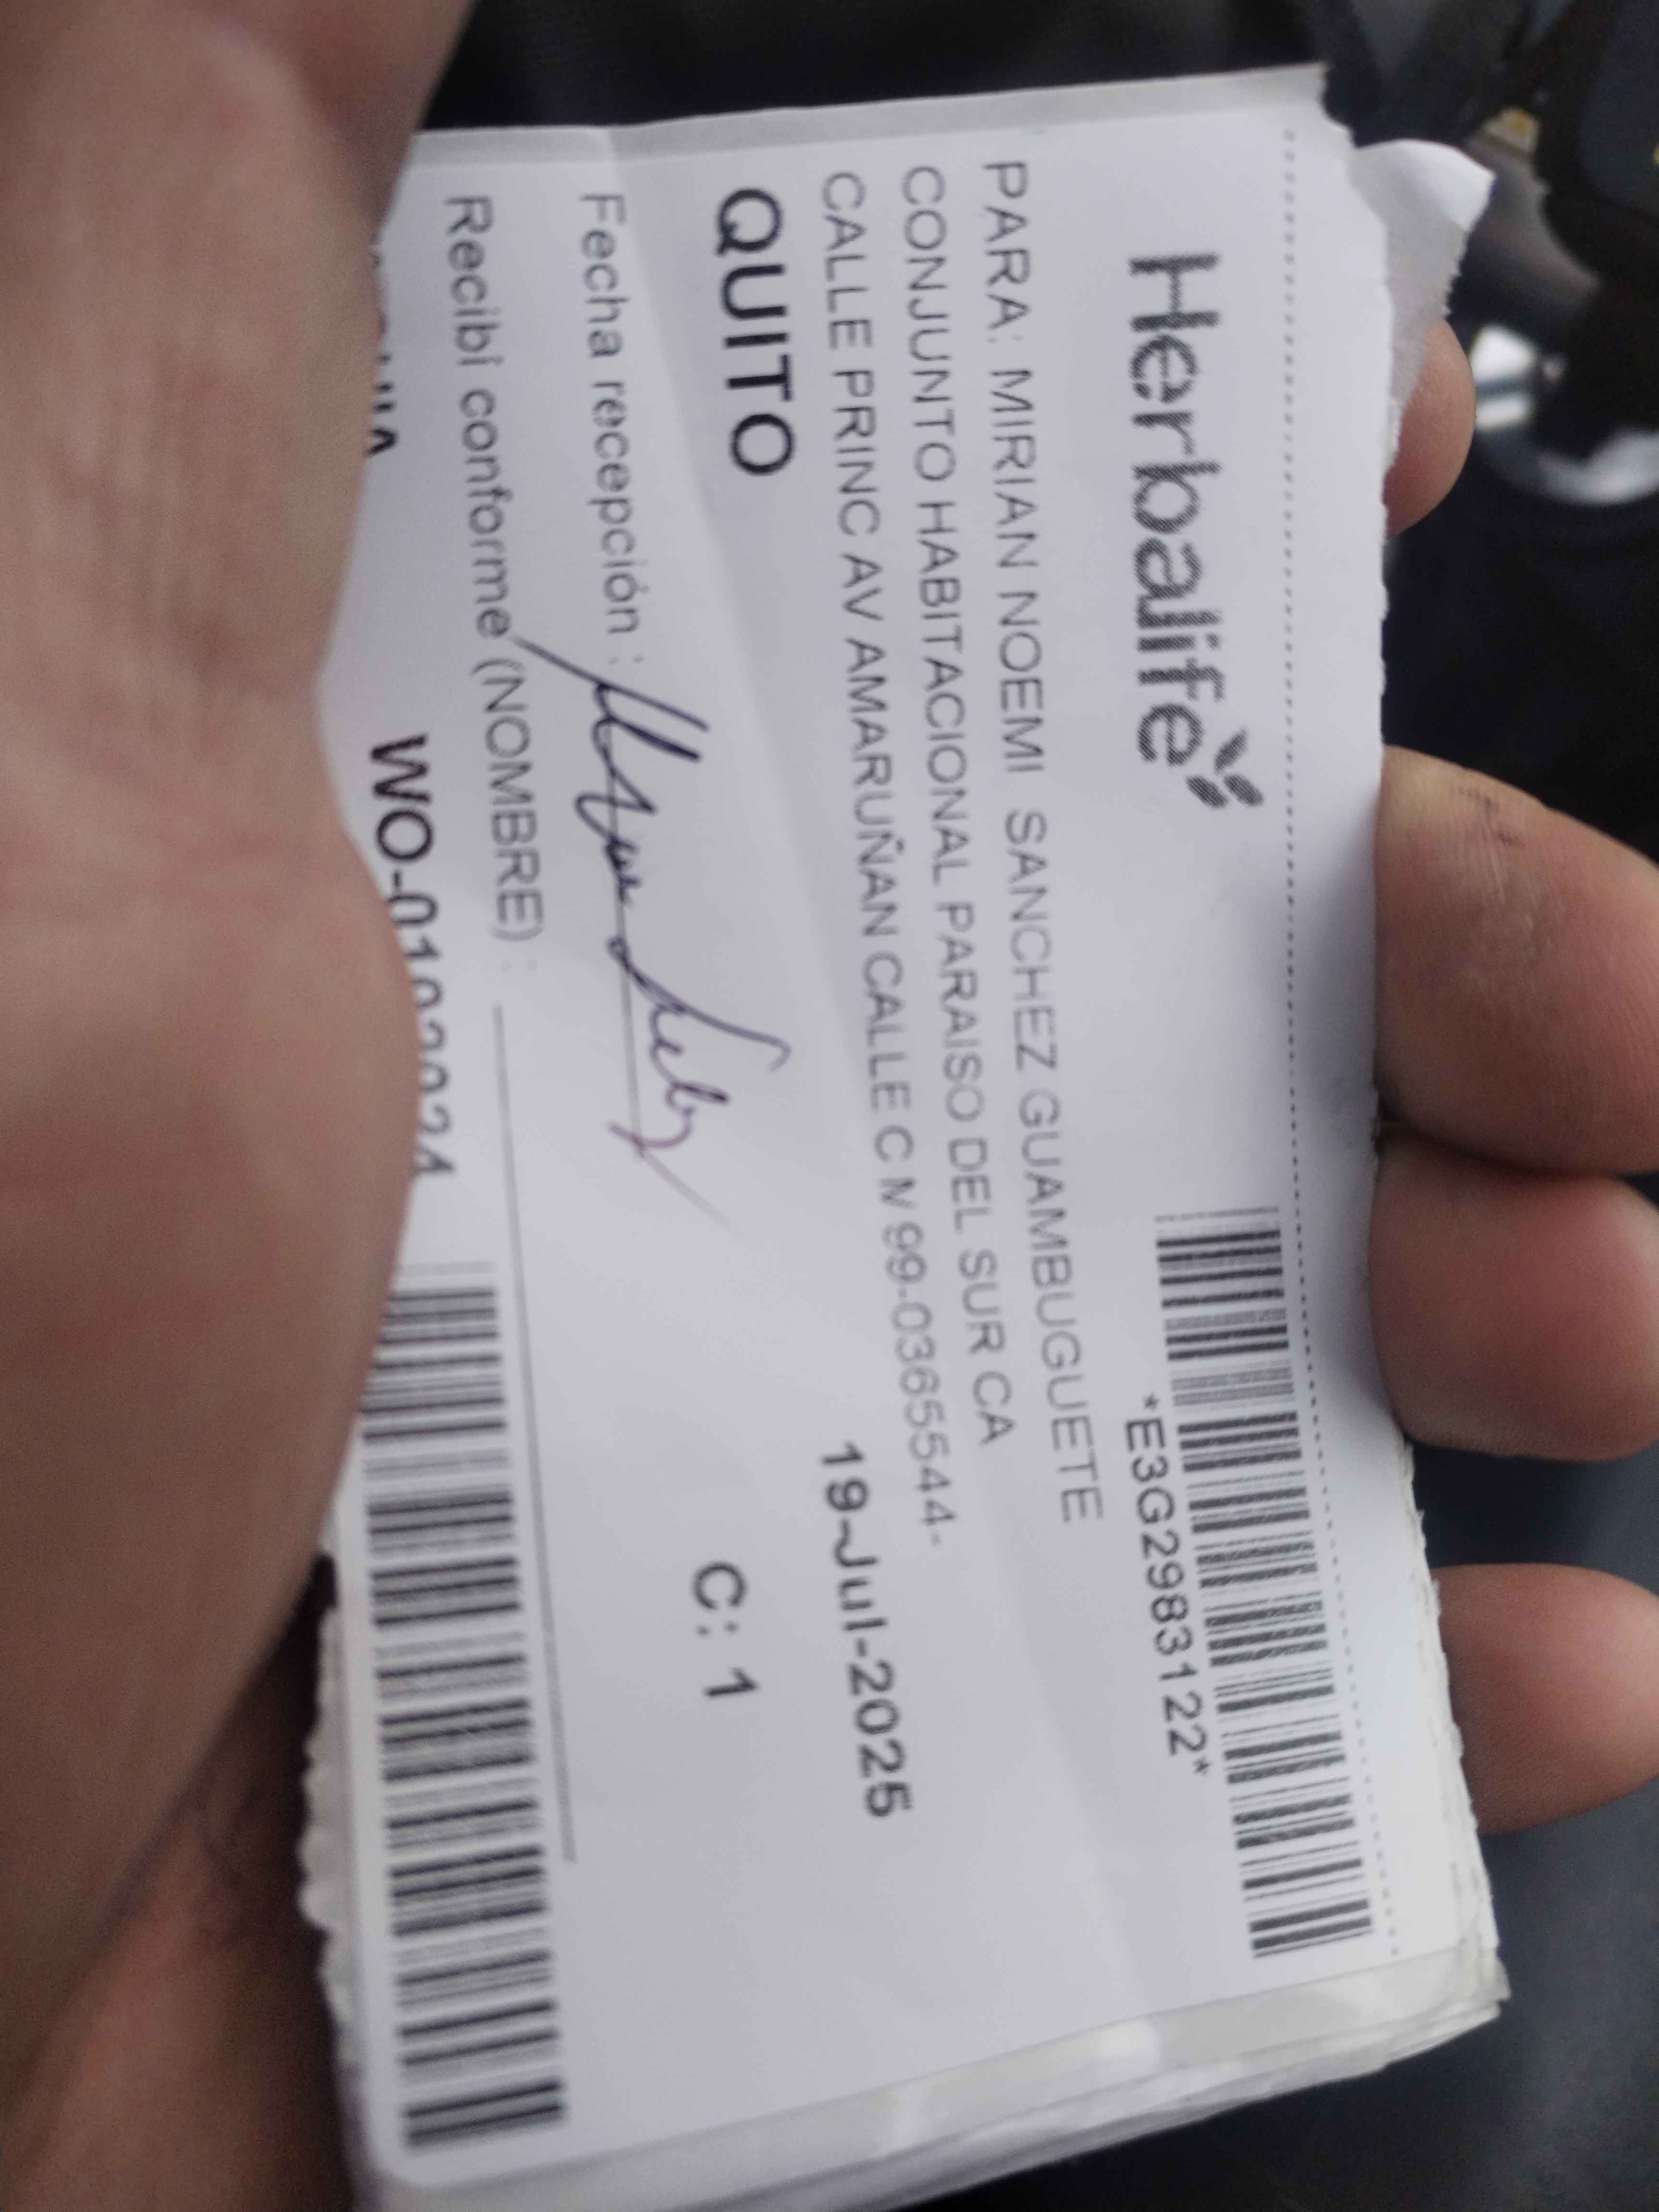 Herbalife
*E3G2983122*
PARA: MIRIAN NOEMI SANCHEZ GUAMBUGUETE
CONJUNTO HABITACIONAL PARAISO DEL SUR CA
CALLE PRINC AV AMARUÑAN CALLE C N 99-0365544-
19-Jul-2025
QUITO
C: 1
Fecha recepción :
Recibí conforme (NOMBRE) :